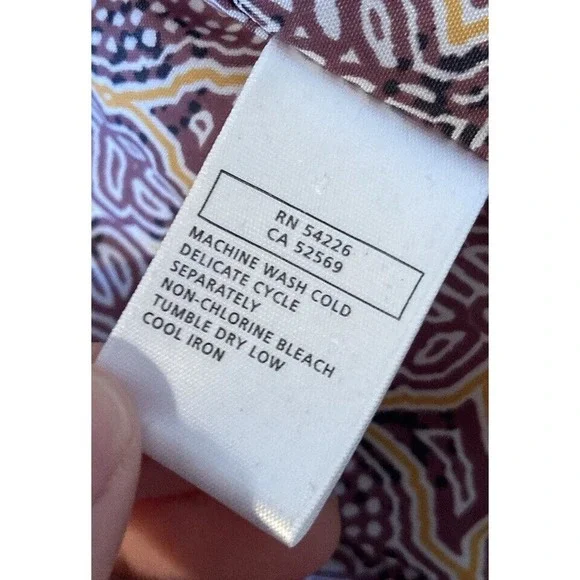 RN 54226
CA 52569
MACHINE WASH COLD
DELICATE CYCLE
SEPARATELY
NON-CHLORINE BLEACH
TUMBLE DRY LOW
COOL IRON